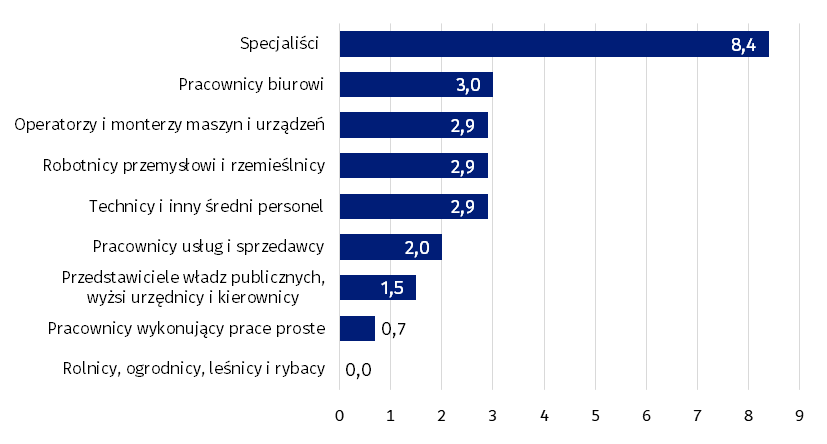 Specjaliści 8,4
Pracownicy biurowi 3,0
Operatorzy i monterzy maszyn i urządzeń 2,9
Robotnicy przemysłowi i rzemieślnicy 2,9
Technicy i inny średni personel 2,9
Pracownicy usług i sprzedawcy 2,0
Przedstawiciele władz publicznych,
wyżsi urzędnicy i kierownicy 1,5
Pracownicy wykonujący prace proste 0,7
Rolnicy, ogrodnicy, leśnicy i rybacy 0,0
0 1 2 3 4 5 6 7 8 9